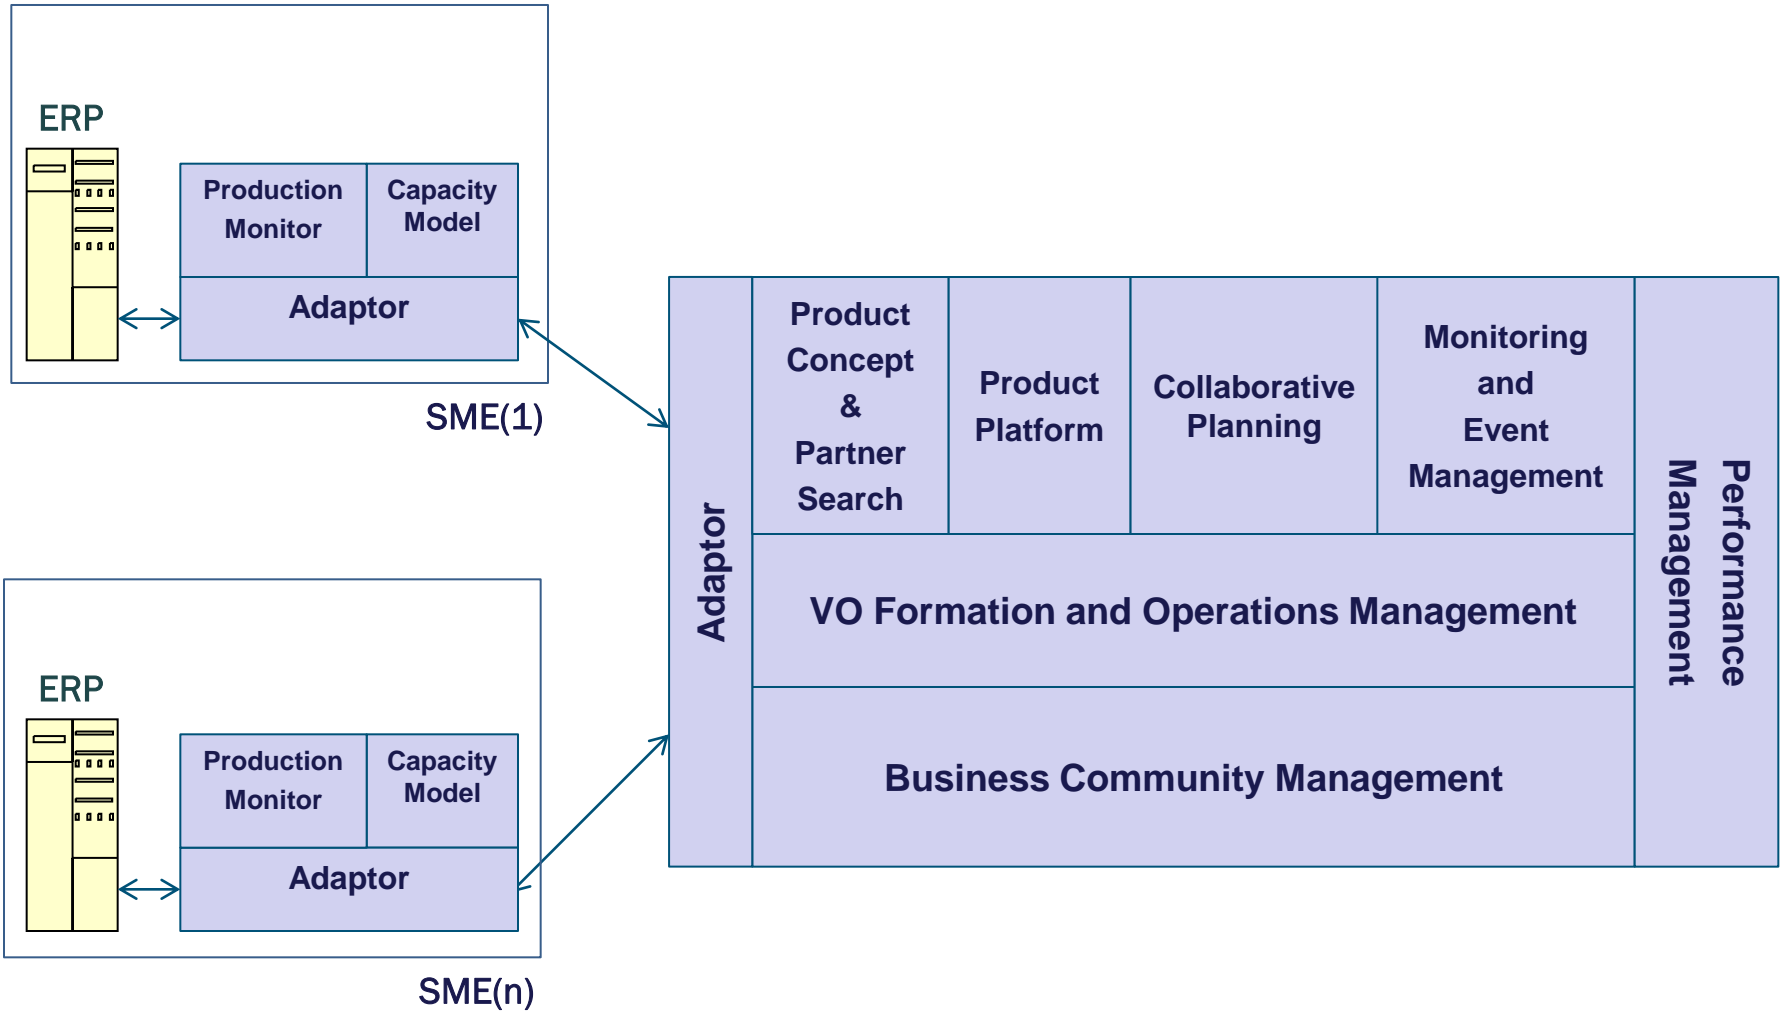 ERP
Production
Monitor
Capacity
Model
Adaptor
SME(1)
ERP
Production
Monitor
Capacity
Model
Adaptor
SME(n)
Adaptor
Product
Concept
&
Partner
Search
Product
Platform
Collaborative
Planning
Monitoring
and
Event
Management
VO Formation and Operations Management
Business Community Management
Performance
Management